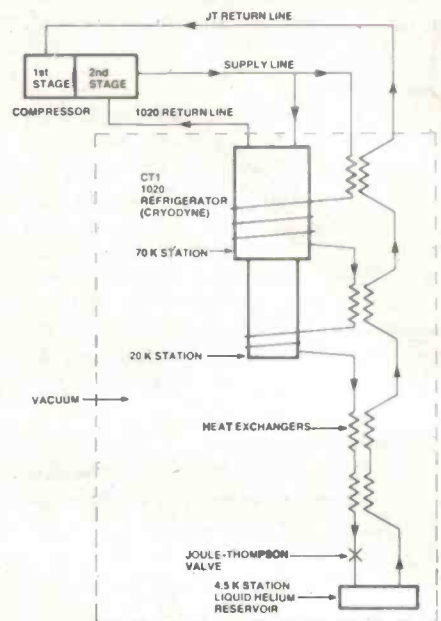 JT RETURN LINE
1st
STAGE
2nd
STAGE
SUPPLY LINE
COMPRESSOR
1020 RETURN LINE
CT1
1020
REFRIGERATOR
(CRYODYNE)
70 K STATION
20 K STATION
VACUUM
HEAT EXCHANGERS
JOULE-THOMPSON
VALVE
4.5 K STATION
LIQUID HELIUM
RESERVOIR